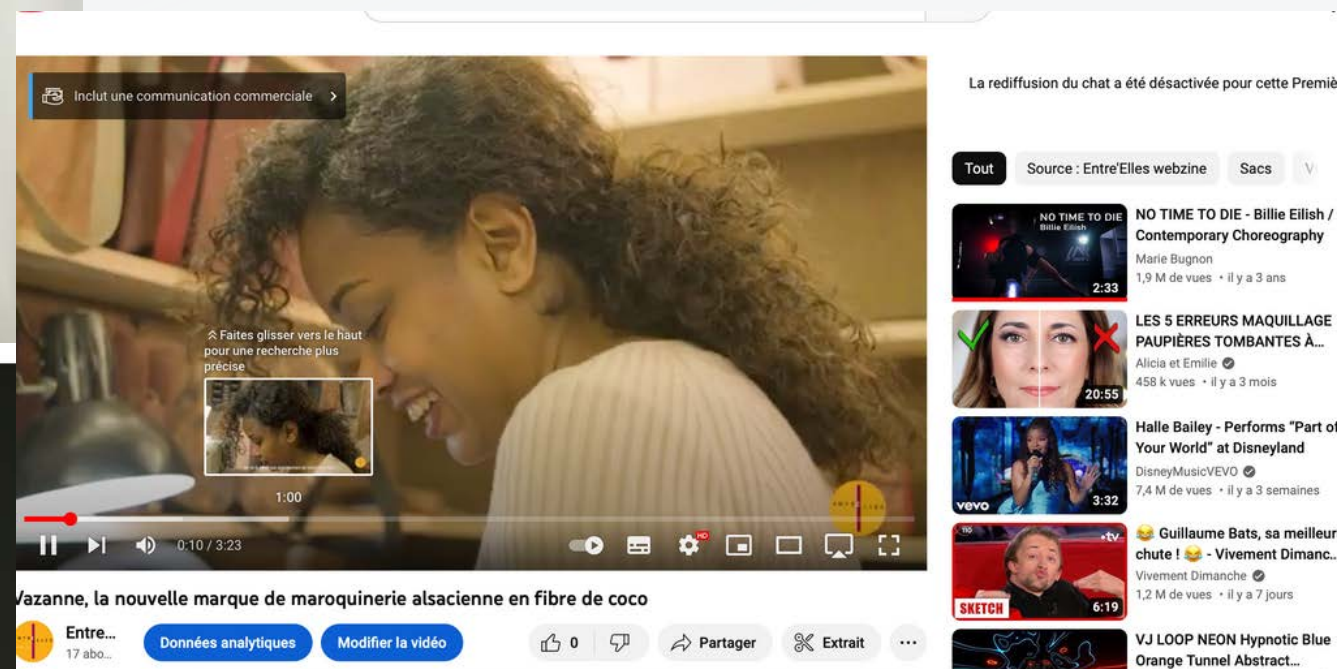 Inclut une communication commerciale
Faites glisser vers le haut
pour une recherche plus
précise
1:00
0:10 / 3:23
HD
Vazanne, la nouvelle marque de maroquinerie alsacienne en fibre de coco
Entre...
17 abo...
Données analytiques
Modifier la vidéo
0
Partager
Extrait
La rediffusion du chat a été désactivée pour cette Premiè
Tout
Source : Entre'Elles webzine
Sacs
V
NO TIME TO DIE
Billie Eilish
2:33
NO TIME TO DIE - Billie Eilish /
Contemporary Choreography
Marie Bugnon
1,9 M de vues • il y a 3 ans
20:55
LES 5 ERREURS MAQUILLAGE
PAUPIÈRES TOMBANTES À...
Alicia et Emilie
458 k vues • il y a 3 mois
vevo
3:32
Halle Bailey - Performs “Part of
Your World” at Disneyland
DisneyMusicVEVO
7,4 M de vues • il y a 3 semaines
•tv
SKETCH
6:19
😂 Guillaume Bats, sa meilleur
chute ! 😂 - Vivement Dimanc...
Vivement Dimanche
1,2 M de vues • il y a 7 jours
VJ LOOP NEON Hypnotic Blue
Orange Tunnel Abstract...